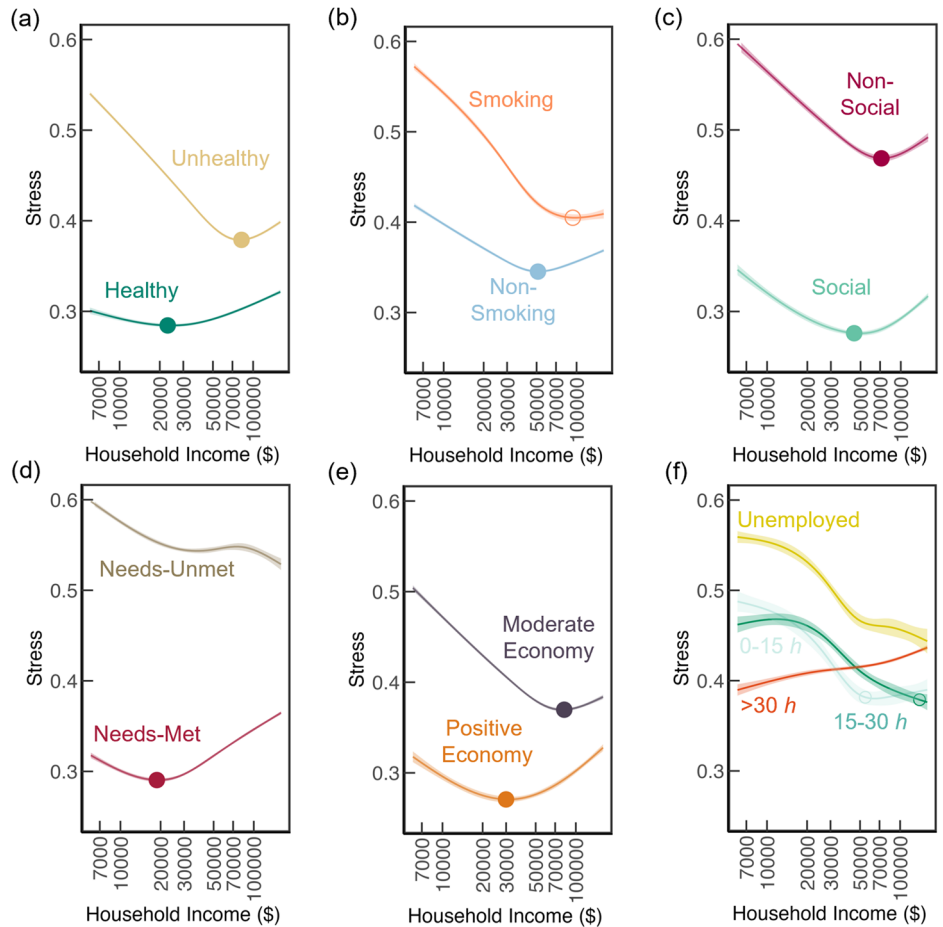 (a)
0.6
0.5
0.4
0.3
Stress
Unhealthy
Healthy
7000
10000
20000
30000
50000
70000
100000
Household Income ($)
(b)
0.6
0.5
0.4
0.3
Stress
Smoking
Non-
Smoking
7000
10000
20000
30000
50000
70000
100000
Household Income ($)
(c)
0.6
0.5
0.4
0.3
Stress
Non-
Social
Social
7000
10000
20000
30000
50000
70000
100000
Household Income ($)
(d)
0.6
0.5
0.4
0.3
Stress
Needs-Unmet
Needs-Met
7000
10000
20000
30000
50000
70000
100000
Household Income ($)
(e)
0.6
0.5
0.4
0.3
Stress
Moderate
Economy
Positive
Economy
7000
10000
20000
30000
50000
70000
100000
Household Income ($)
(f)
0.6
0.5
0.4
0.3
Stress
Unemployed
0-15 h
>30 h
15-30 h
7000
10000
20000
30000
50000
70000
100000
Household Income ($)